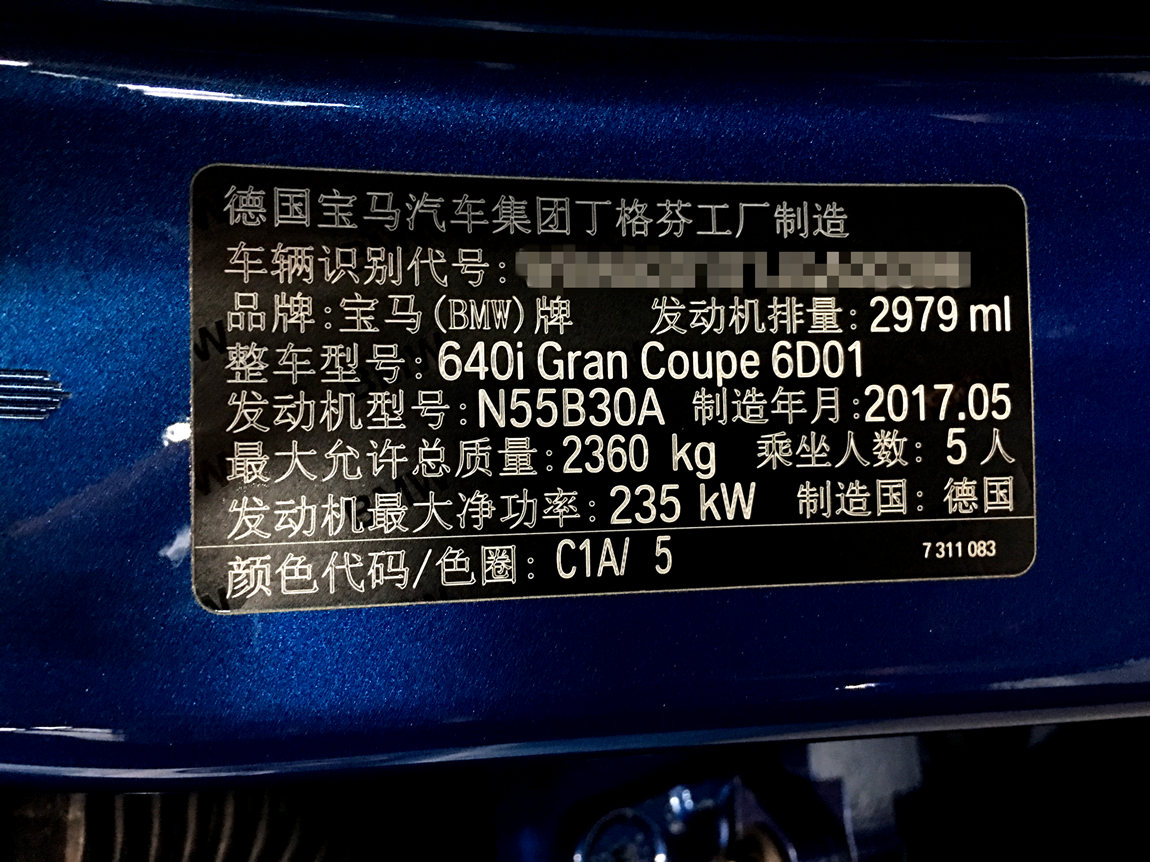 德国宝马汽车集团丁格芬工厂制造
车辆识别代号:
品牌:宝马(BMW)牌 发动机排量: 2979 ml
整车型号: 640i Gran Coupe 6D01
发动机型号: N55B30A 制造年月:2017.05
最大允许总质量: 2360 kg 乘坐人数: 5 人
发动机最大净功率: 235 kW 制造国: 德国
颜色代码/色圈: C1A/ 5 7 311 083